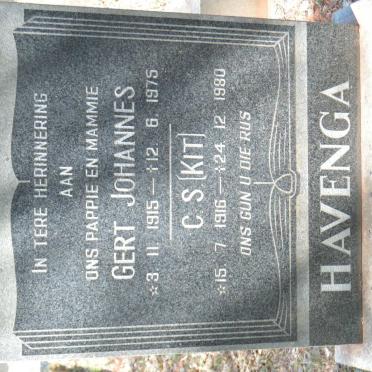 IN TERE HERINNERING
AAN
ONS PAPPIE EN MAMMIE
GERT JOHANNES
☆3. 11. 1915 — ✝12. 6. 1975
C. S. (KIT)
☆15. 7. 1916 — ✝24. 12. 1980
ONS GUN U DIE RUS
HAVENGA